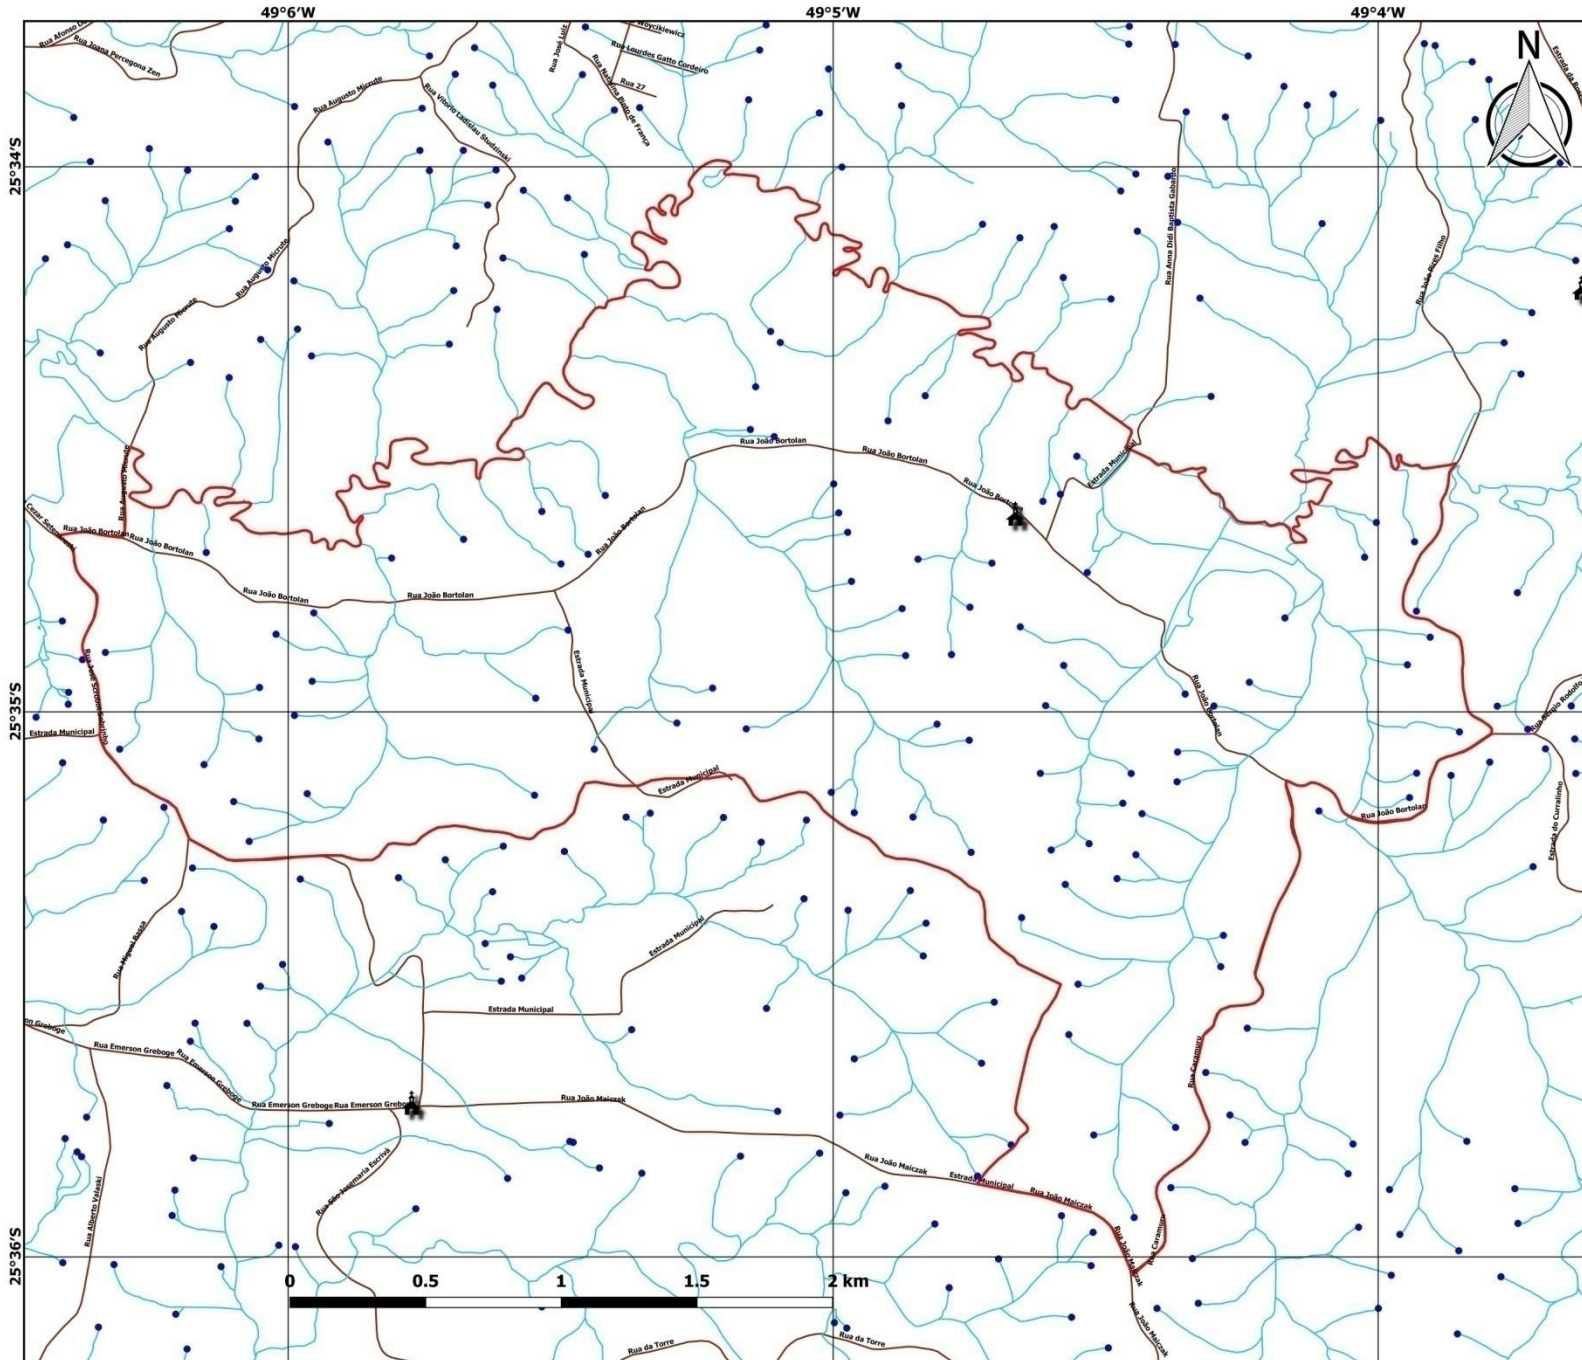 49°6'W
49°5'W
49°4'W
N
Rua Joana Percegona Zen
Rua José Luiz
Woycikiewicz
Rua Lourdes Gatto Cordeiro
Rua 27
Rua Augusto Micrute
Rua Vitorio Ladislau Studzinski
25°34'S
Rua Anna Didi Baptista Gabardo
Rua João Pires Filho
Rua Augusto Micrute
Rua Augusto Micrute
Rua Augusto Micrute
Rua João Bortolan
Rua João Bortolan
Rua João Bortolan
Estrada Municipal
Rua João Bortolan
Rua João Bortolan
Rua João Bortolan
Rua João Bortolan
Rua João Bortolan
Estrada Municipal
Rua João Bortolan
25°35'S
Estrada Municipal
Estrada Municipal
Rua João Bortolan
Estrada do Curralinho
Estrada Municipal
Estrada Municipal
on Greboge
Rua Emerson Greboge
Rua Emerson Greboge
Rua Emerson Greboge
Rua João Maiczak
Rua Caramuru
Rua João Maiczak
Estrada Municipal
Rua João Maiczak
Rua Alberto Valaski
Rua São Josemaria Escrivá
Rua Caramuru
Rua João Maiczak
25°36'S
0 0.5 1 1.5 2 km
Rua João Maiczak
Rua da Torre
Rua da Torre